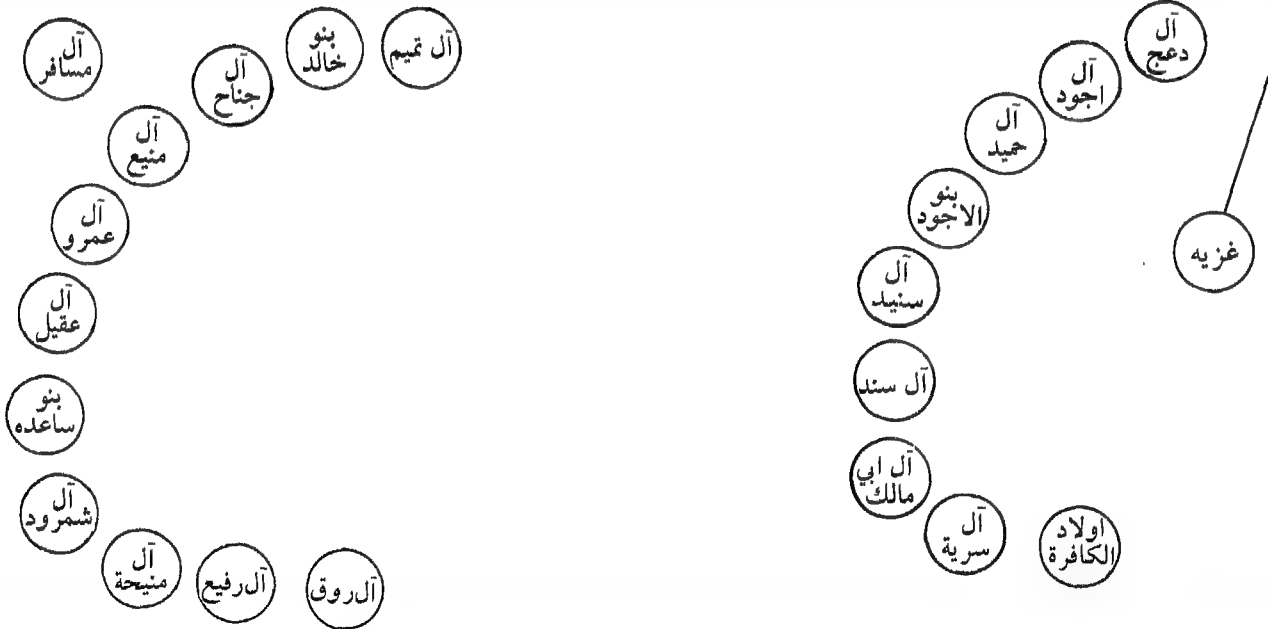 آل
دعج
آل
اجود
آل
حميد
بنو
الاجود
آل
سنيد
آل سند
آل ابي
مالك
آل
سرية
اولاد
الكافرة
غزيه
آل تميم
بنو
خالد
آل
جناح
آل
مسافر
آل
منيع
آل
عمرو
آل
عقيل
بنو
ساعده
آل
شمرود
آل
منيحة
آل رفيع
آل روق